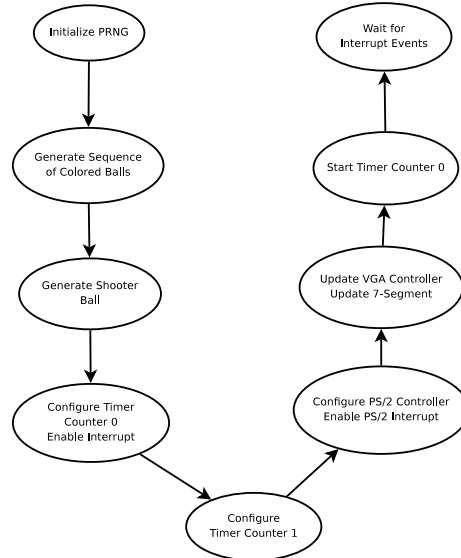 Initialize PRNG
Generate Sequence
of Colored Balls
Generate Shooter
Ball
Configure Timer
Counter 0
Enable Interrupt
Configure
Timer Counter 1
Configure PS/2 Controller
Enable PS/2 Interrupt
Update VGA Controller
Update 7-Segment
Start Timer Counter 0
Wait for
Interrupt Events